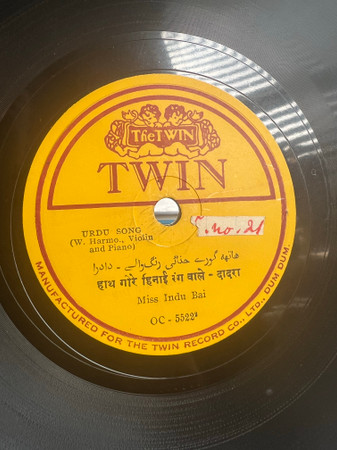 The TWIN
TWIN
URDU SONG
(W. Harmo., Violin
and Piano)
S. no. 21
ہاتھ گورے حنائی رنگ والے - دادرا
हाथ गोरे हिनाई रंग वाले - दादरा
Miss Indu Bai
OC - 5522
MANUFACTURED FOR THE TWIN RECORD CO., LTD., DUM DUM.